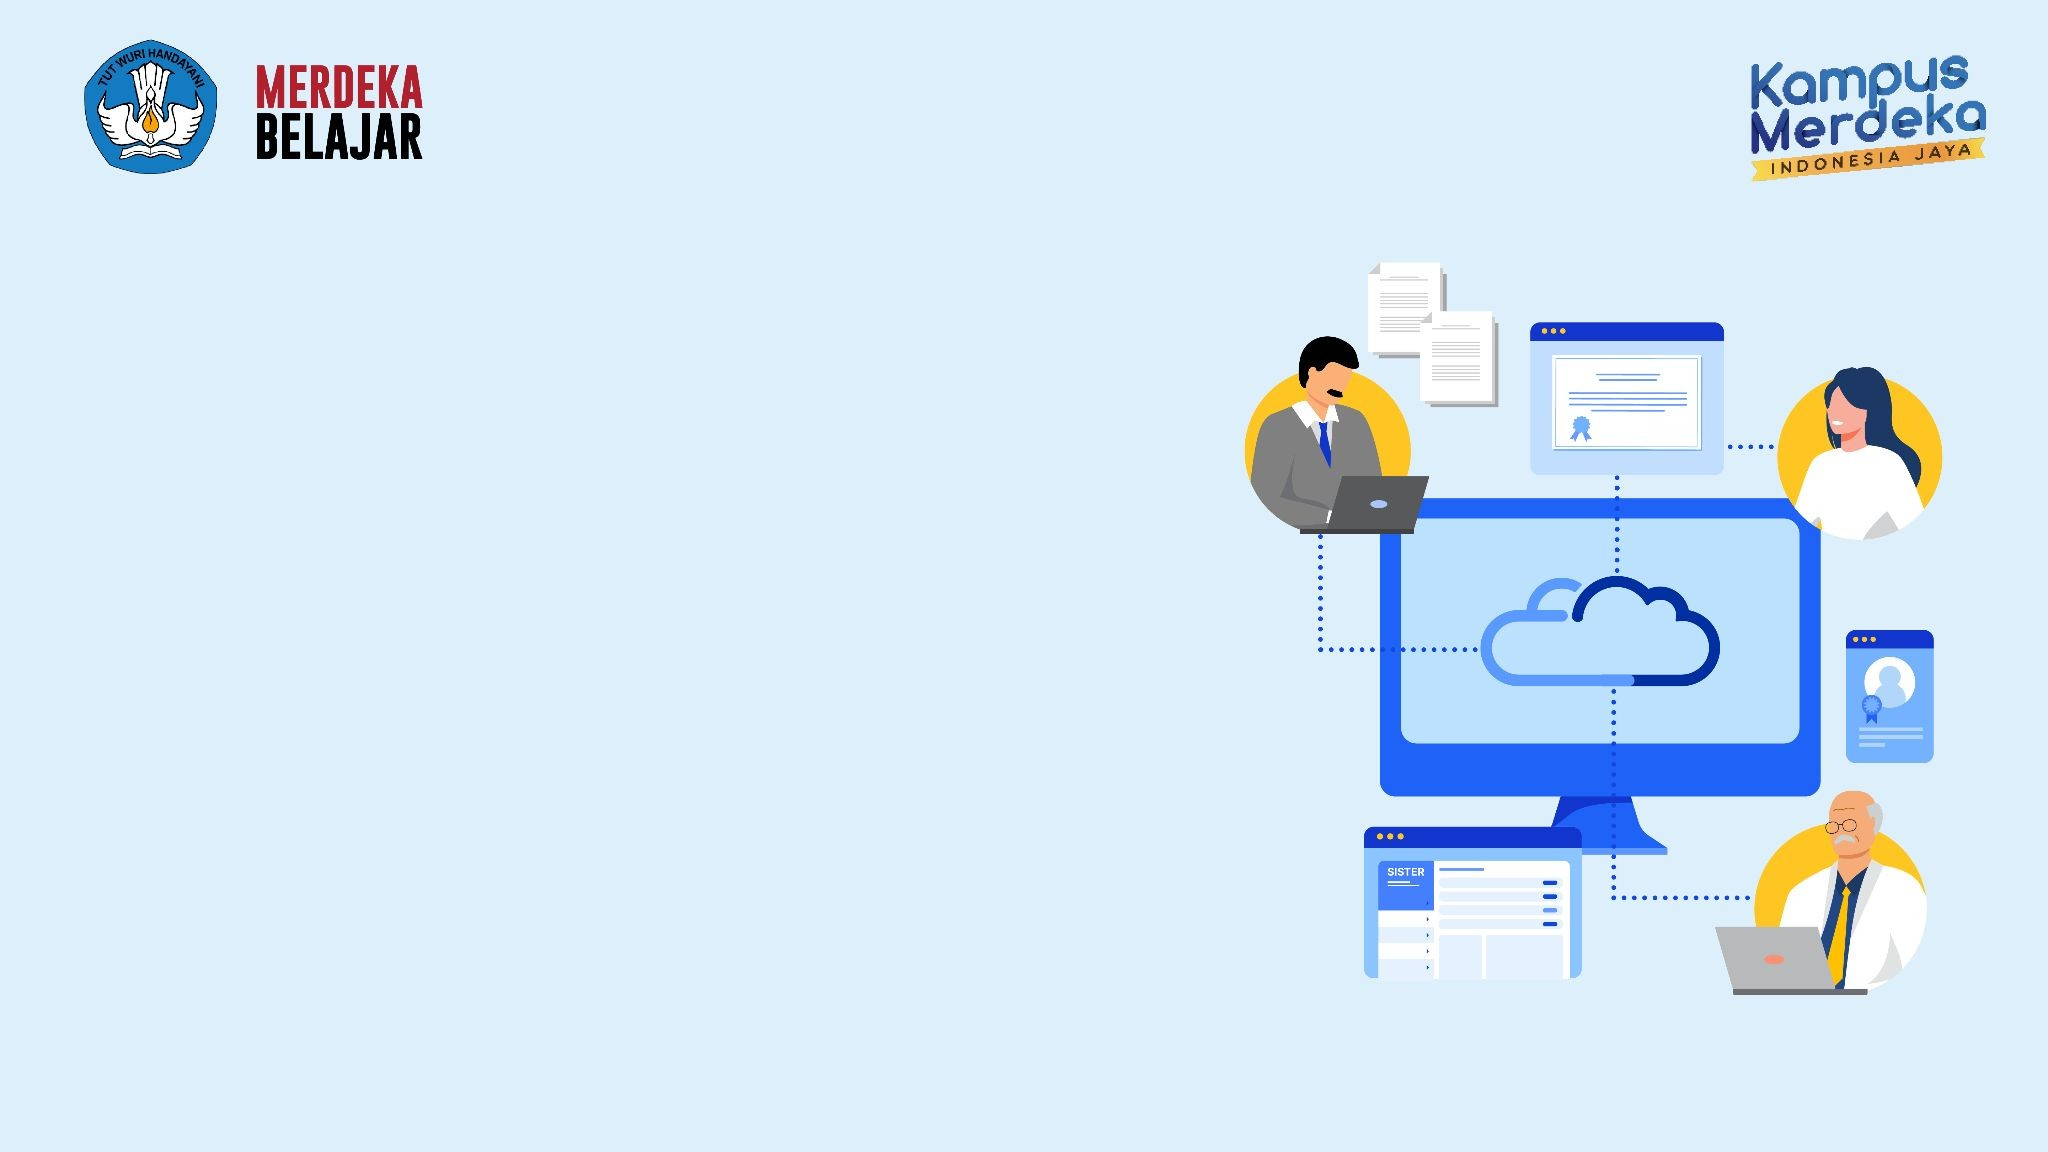 TUT WURI HANDAYANI
MERDEKA
BELAJAR
Kampus
Merdeka
INDONESIA JAYA
SISTER